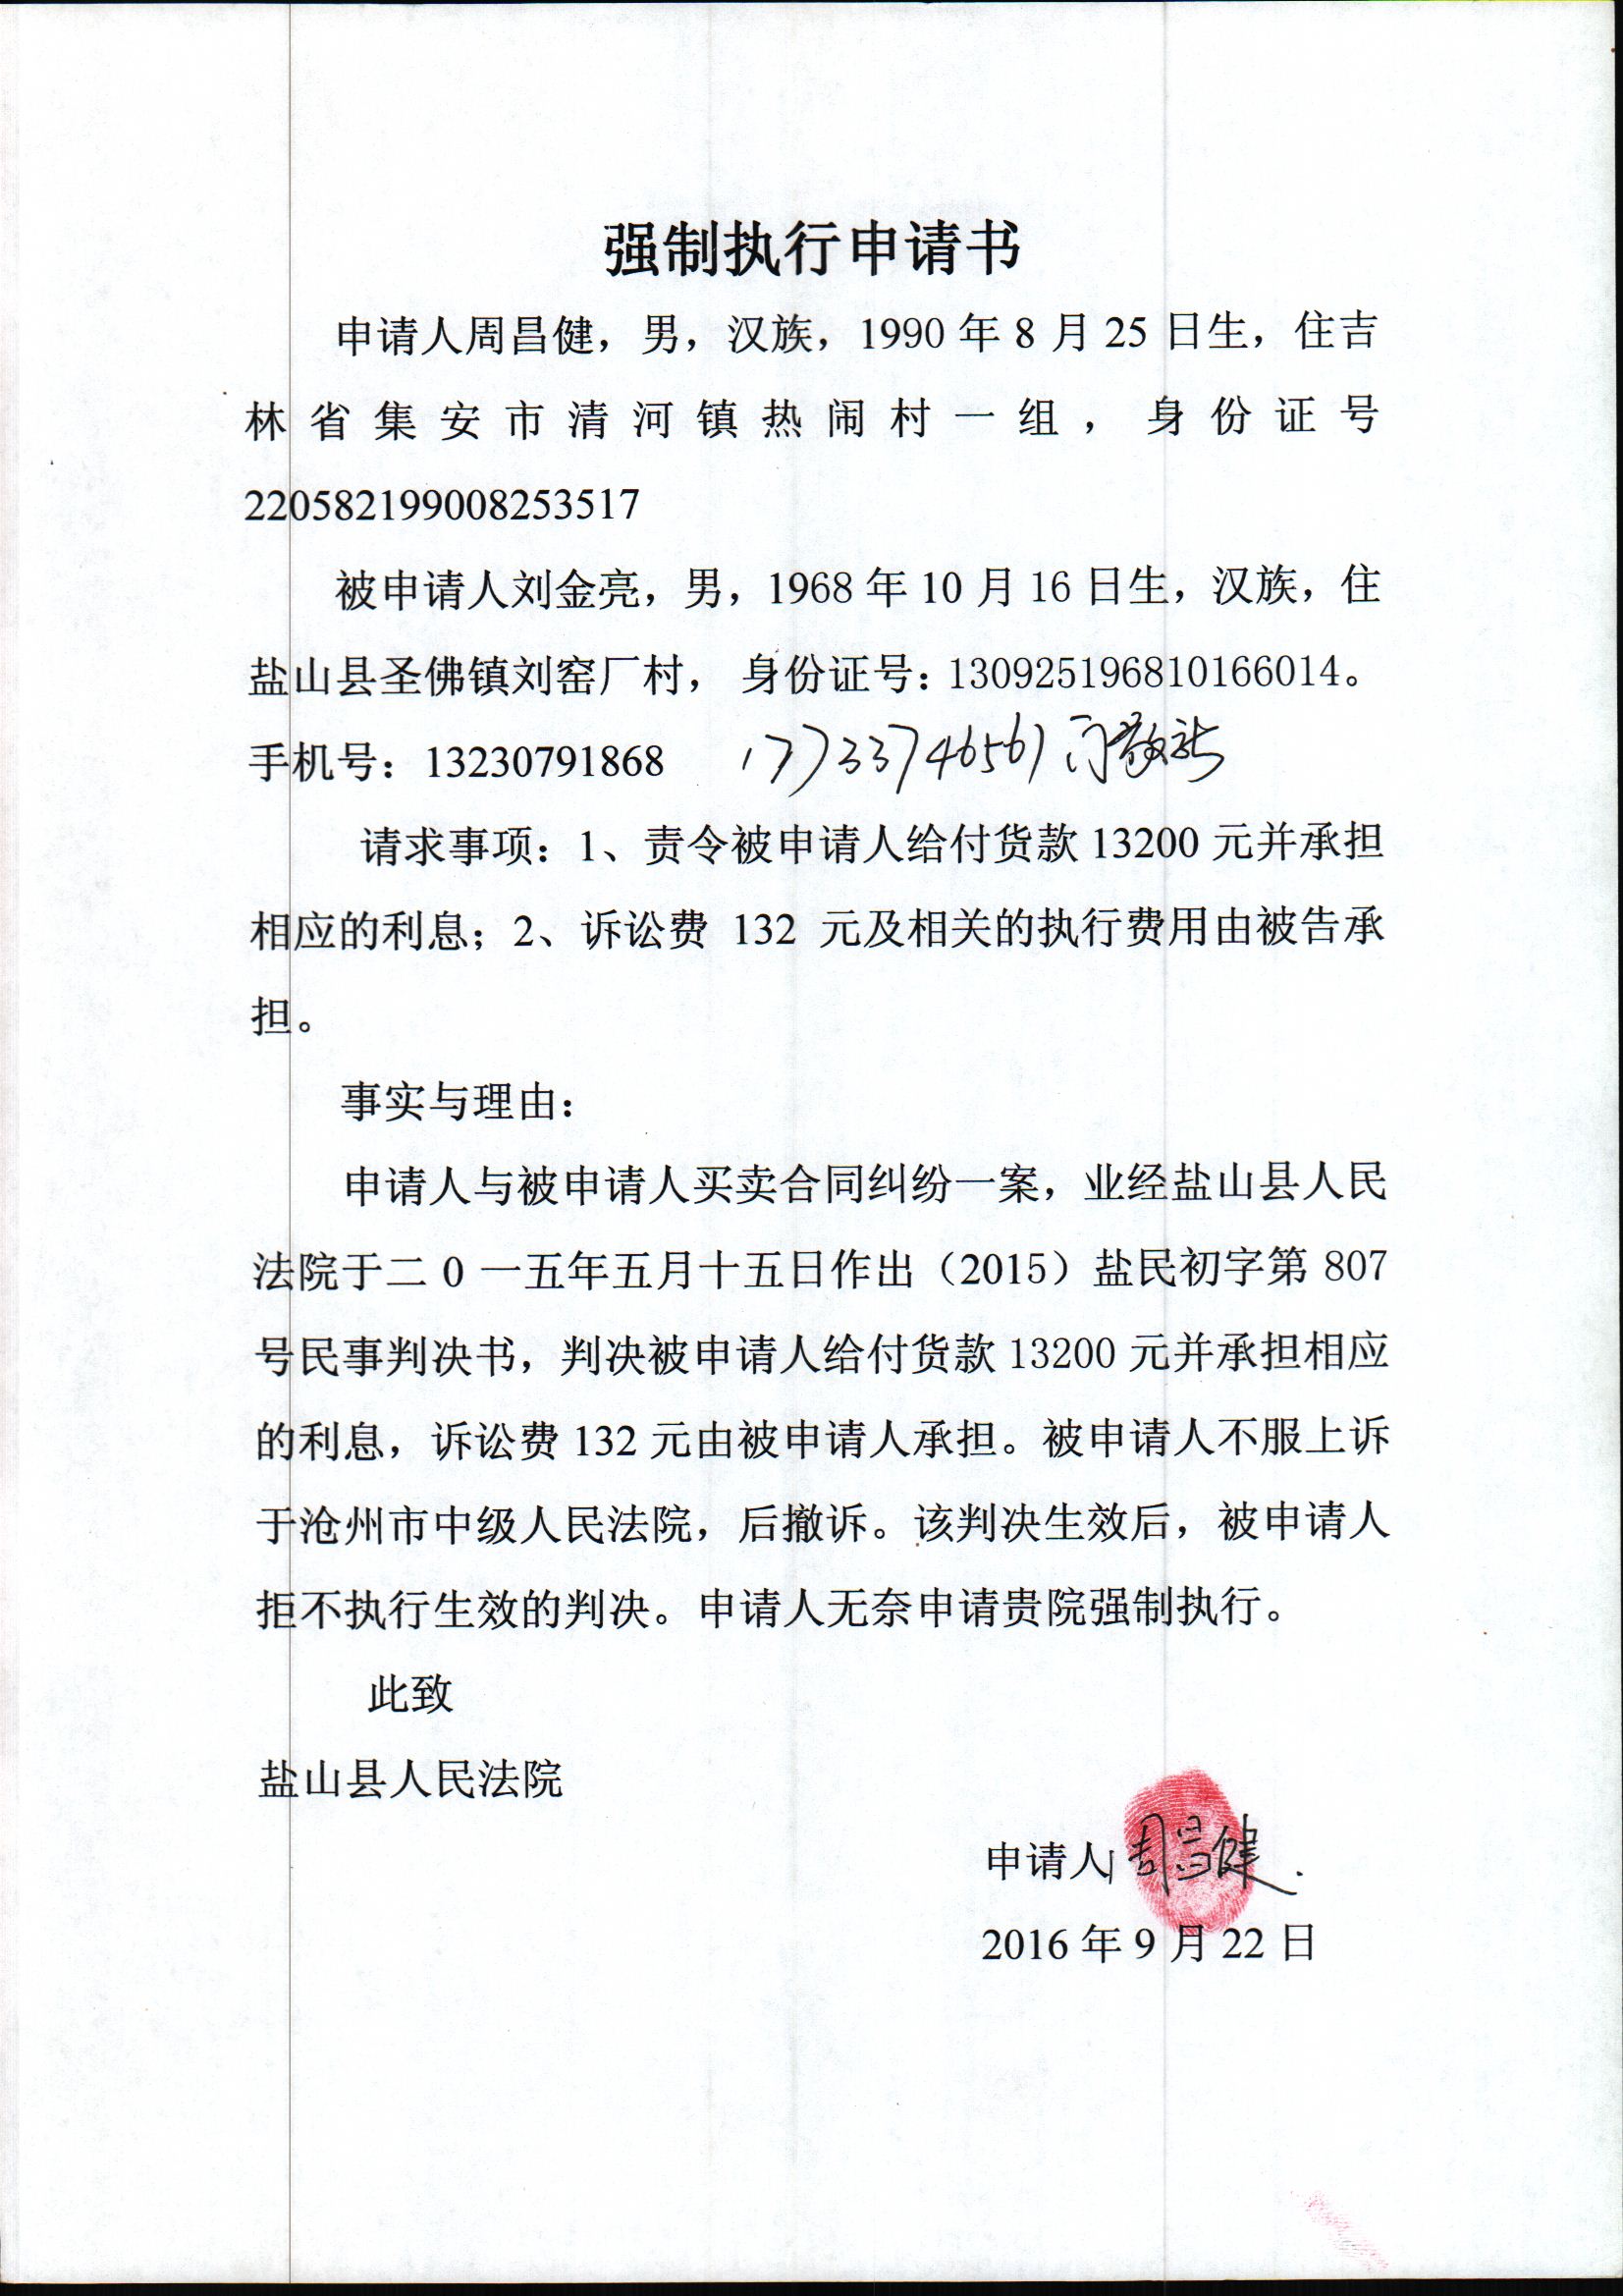 强制执行申请书
申请人周昌健，男，汉族，1990 年 8 月 25 日生，住吉
林省集安市清河镇热闹村一组，身份证号
220582199008253517
被申请人刘金亮，男，1968 年 10 月 16 日生，汉族，住
盐山县圣佛镇刘窑厂村， 身份证号：130925196810166014。
手机号：13230791868 17733746561
请求事项：1、责令被申请人给付货款 13200 元并承担
相应的利息；2、诉讼费 132 元及相关的执行费用由被告承
担。
事实与理由：
申请人与被申请人买卖合同纠纷一案，业经盐山县人民
法院于二 0 一五年五月十五日作出（2015）盐民初字第 807
号民事判决书，判决被申请人给付货款 13200 元并承担相应
的利息，诉讼费 132 元由被申请人承担。被申请人不服上诉
于沧州市中级人民法院，后撤诉。该判决生效后，被申请人
拒不执行生效的判决。申请人无奈申请贵院强制执行。
此致
盐山县人民法院
申请人 周昌健.
2016 年 9 月 22 日